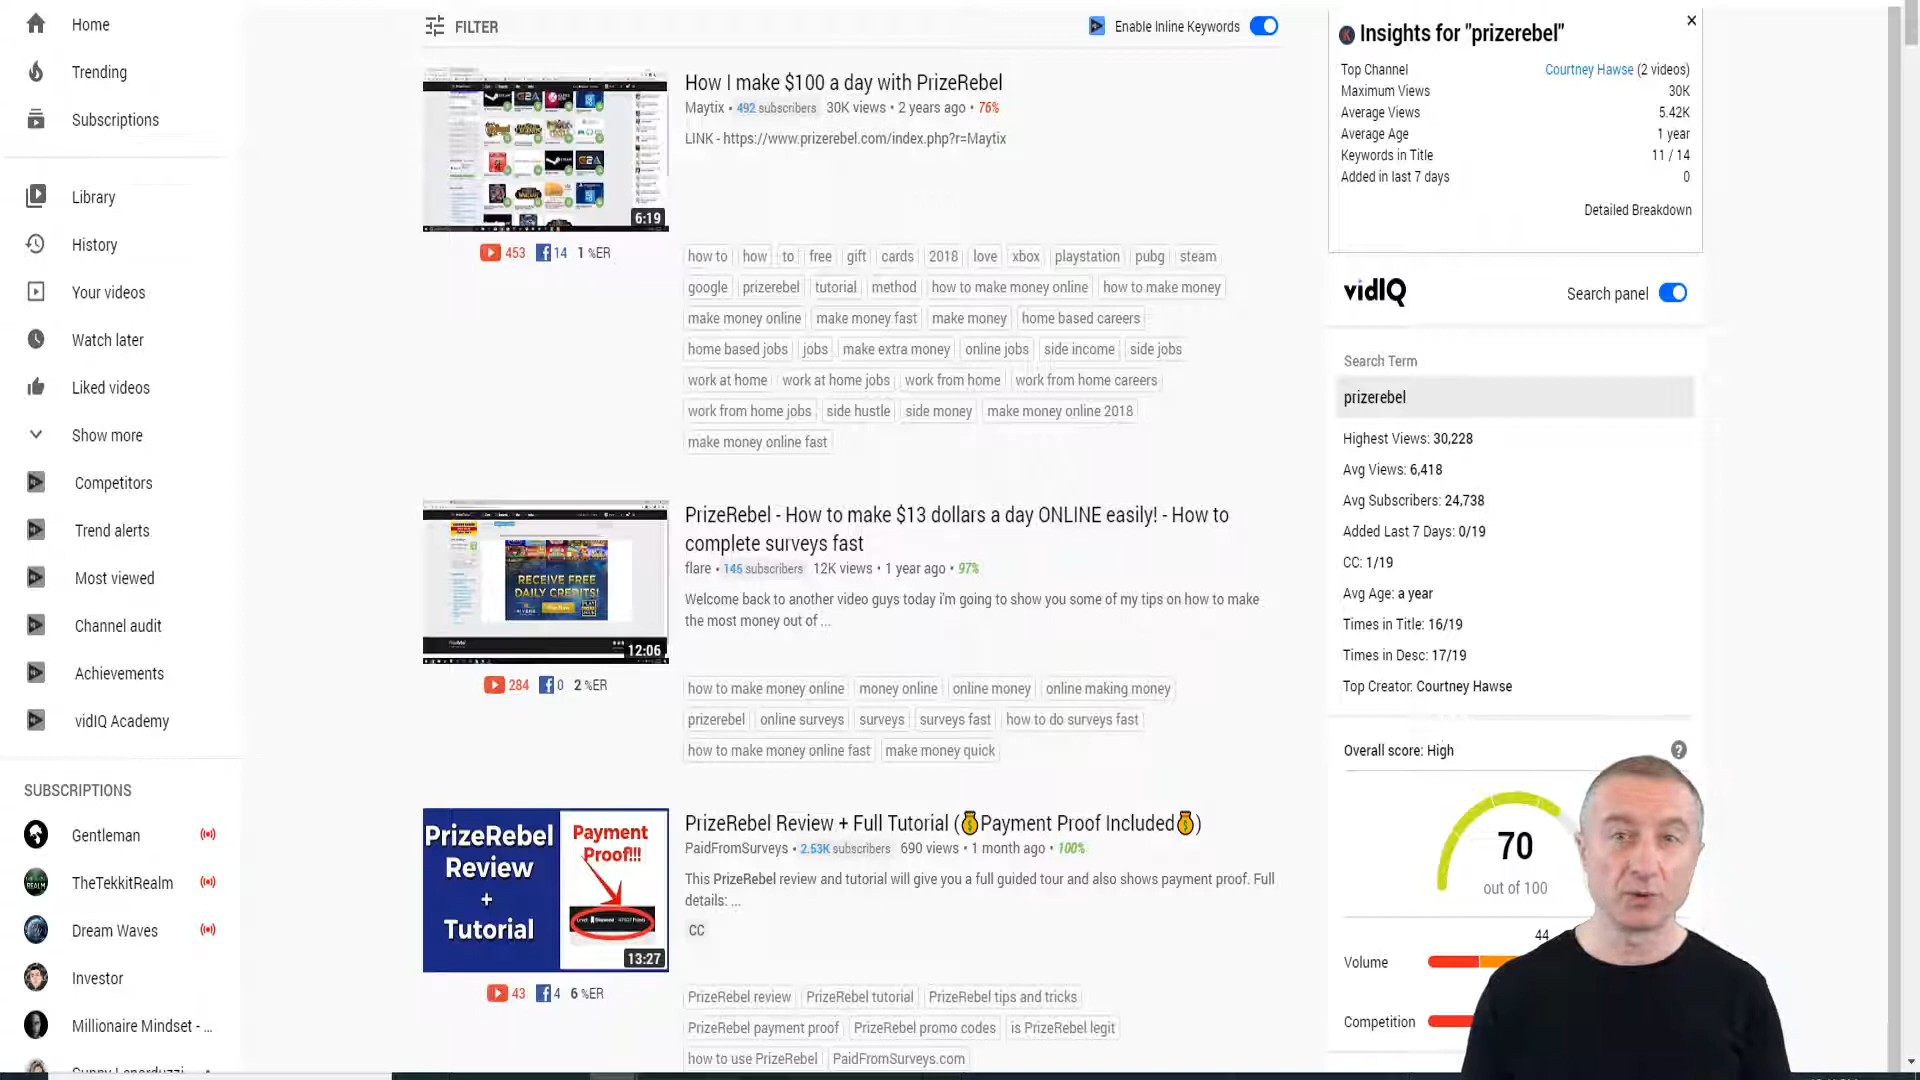 Home
Trending
Subscriptions
Library
History
Your videos
Watch later
Liked videos
Show more
Competitors
Trend alerts
Most viewed
Channel audit
Achievements
vidIQ Academy
SUBSCRIPTIONS
Gentleman
TheTekkitRealm
Dream Waves
Investor
Millionaire Mindset - ...
FILTER
Enable Inline Keywords
6:19
453 14 1 %ER
How I make $100 a day with PrizeRebel
Maytix • 492 subscribers 30K views • 2 years ago • 76%
LINK - https://www.prizerebel.com/index.php?r=Maytix
how to how to free gift cards 2018 love xbox playstation pubg steam
google prizerebel tutorial method how to make money online how to make money
make money online make money fast make money home based careers
home based jobs jobs make extra money online jobs side income side jobs
work at home work at home jobs work from home work from home careers
work from home jobs side hustle side money make money online 2018
make money online fast
RECEIVE FREE
DAILY CREDITS!
12:06
284 0 2 %ER
PrizeRebel - How to make $13 dollars a day ONLINE easily! - How to
complete surveys fast
flare • 145 subscribers 12K views • 1 year ago • 97%
Welcome back to another video guys today i'm going to show you some of my tips on how to make
the most money out of ...
how to make money online money online online money online making money
prizerebel online surveys surveys surveys fast how to do surveys fast
how to make money online fast make money quick
PrizeRebel
Review
+
Tutorial
Payment
Proof!!!
13:27
43 4 6 %ER
PrizeRebel Review + Full Tutorial (💰Payment Proof Included💰)
PaidFromSurveys • 2.53K subscribers 690 views • 1 month ago • 100%
This PrizeRebel review and tutorial will give you a full guided tour and also shows payment proof. Full
details: ...
CC
PrizeRebel review PrizeRebel tutorial PrizeRebel tips and tricks
PrizeRebel payment proof PrizeRebel promo codes is PrizeRebel legit
how to use PrizeRebel PaidFromSurveys.com
Insights for "prizerebel"
Top Channel Courtney Hawse (2 videos)
Maximum Views 30K
Average Views 5.42K
Average Age 1 year
Keywords in Title 11 / 14
Added in last 7 days 0
Detailed Breakdown
vidIQ
Search panel
Search Term
prizerebel
Highest Views: 30,228
Avg Views: 6,418
Avg Subscribers: 24,738
Added Last 7 Days: 0/19
CC: 1/19
Avg Age: a year
Times in Title: 16/19
Times in Desc: 17/19
Top Creator: Courtney Hawse
Overall score: High
?
70
out of 100
44
Volume
Competition